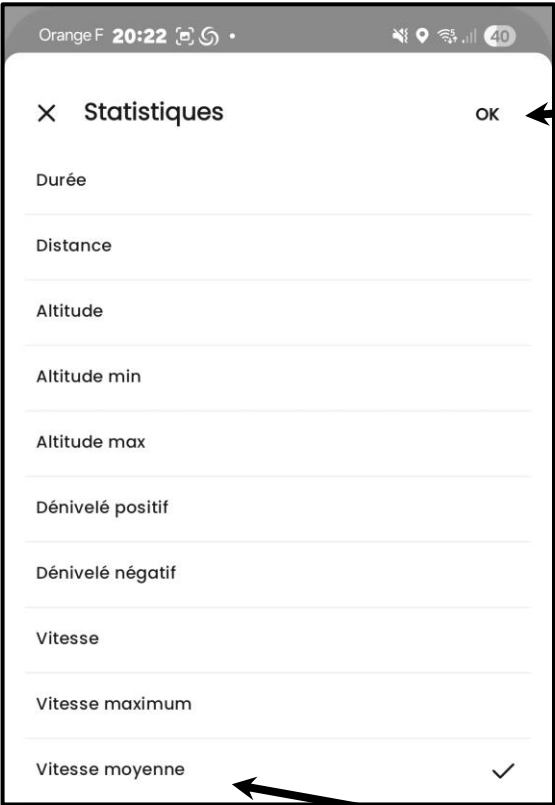 Orange F 20:22 40
× Statistiques OK
Durée
Distance
Altitude
Altitude min
Altitude max
Dénivelé positif
Dénivelé négatif
Vitesse
Vitesse maximum
Vitesse moyenne